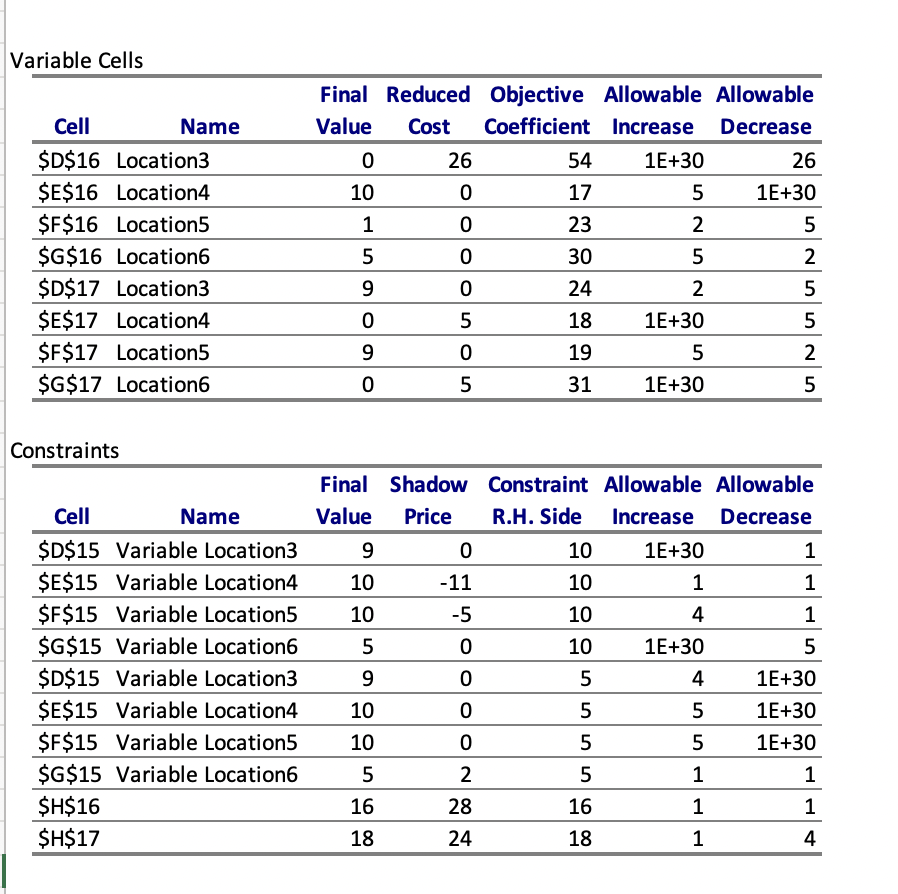 Variable Cells
Final Reduced Objective Allowable Allowable
Cell Name Value Cost Coefficient Increase Decrease
$D$16 Location3 0 26 54 1E+30 26
$E$16 Location4 10 0 17 5 1E+30
$F$16 Location5 1 0 23 2 5
$G$16 Location6 5 0 30 5 2
$D$17 Location3 9 0 24 2 5
$E$17 Location4 0 5 18 1E+30 5
$F$17 Location5 9 0 19 5 2
$G$17 Location6 0 5 31 1E+30 5
Constraints
Final Shadow Constraint Allowable Allowable
Cell Name Value Price R.H. Side Increase Decrease
$D$15 Variable Location3 9 0 10 1E+30 1
$E$15 Variable Location4 10 -11 10 1 1
$F$15 Variable Location5 10 -5 10 4 1
$G$15 Variable Location6 5 0 10 1E+30 5
$D$15 Variable Location3 9 0 5 4 1E+30
$E$15 Variable Location4 10 0 5 5 1E+30
$F$15 Variable Location5 10 0 5 5 1E+30
$G$15 Variable Location6 5 2 5 1 1
$H$16 16 28 16 1 1
$H$17 18 24 18 1 4